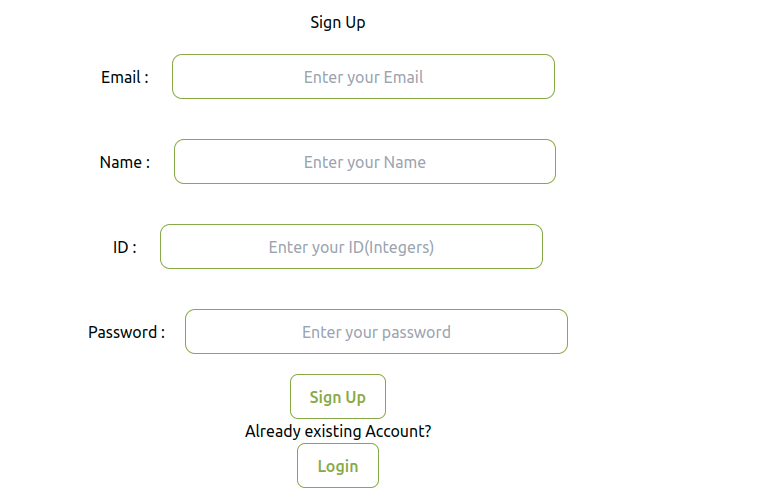 Sign Up
Email : Enter your Email
Name : Enter your Name
ID : Enter your ID(Integers)
Password : Enter your password
Sign Up
Already existing Account?
Login